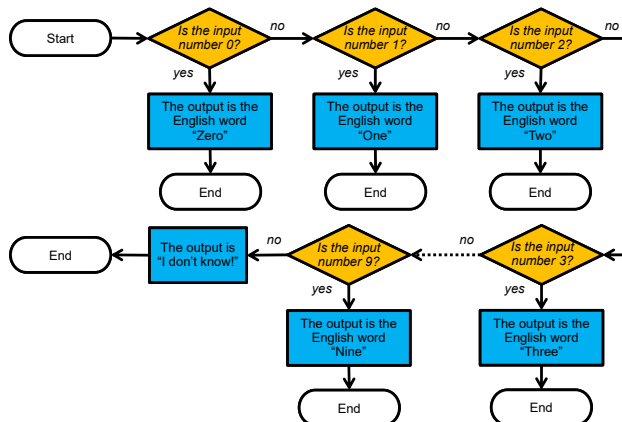 Start
Is the input
number 0?
no
Is the input
number 1?
no
Is the input
number 2?
no
yes
yes
yes
The output is the
English word
“Zero”
The output is the
English word
“One”
The output is the
English word
“Two”
End
End
End
End
The output is
“I don’t know!”
no
Is the input
number 9?
no
Is the input
number 3?
yes
yes
The output is the
English word
“Nine”
The output is the
English word
“Three”
End
End